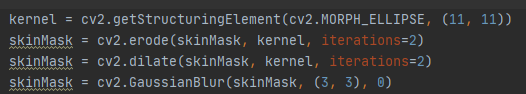 kernel = cv2.getStructuringElement(cv2.MORPH_ELLIPSE, (11, 11))
skinMask = cv2.erode(skinMask, kernel, iterations=2)
skinMask = cv2.dilate(skinMask, kernel, iterations=2)
skinMask = cv2.GaussianBlur(skinMask, (3, 3), 0)